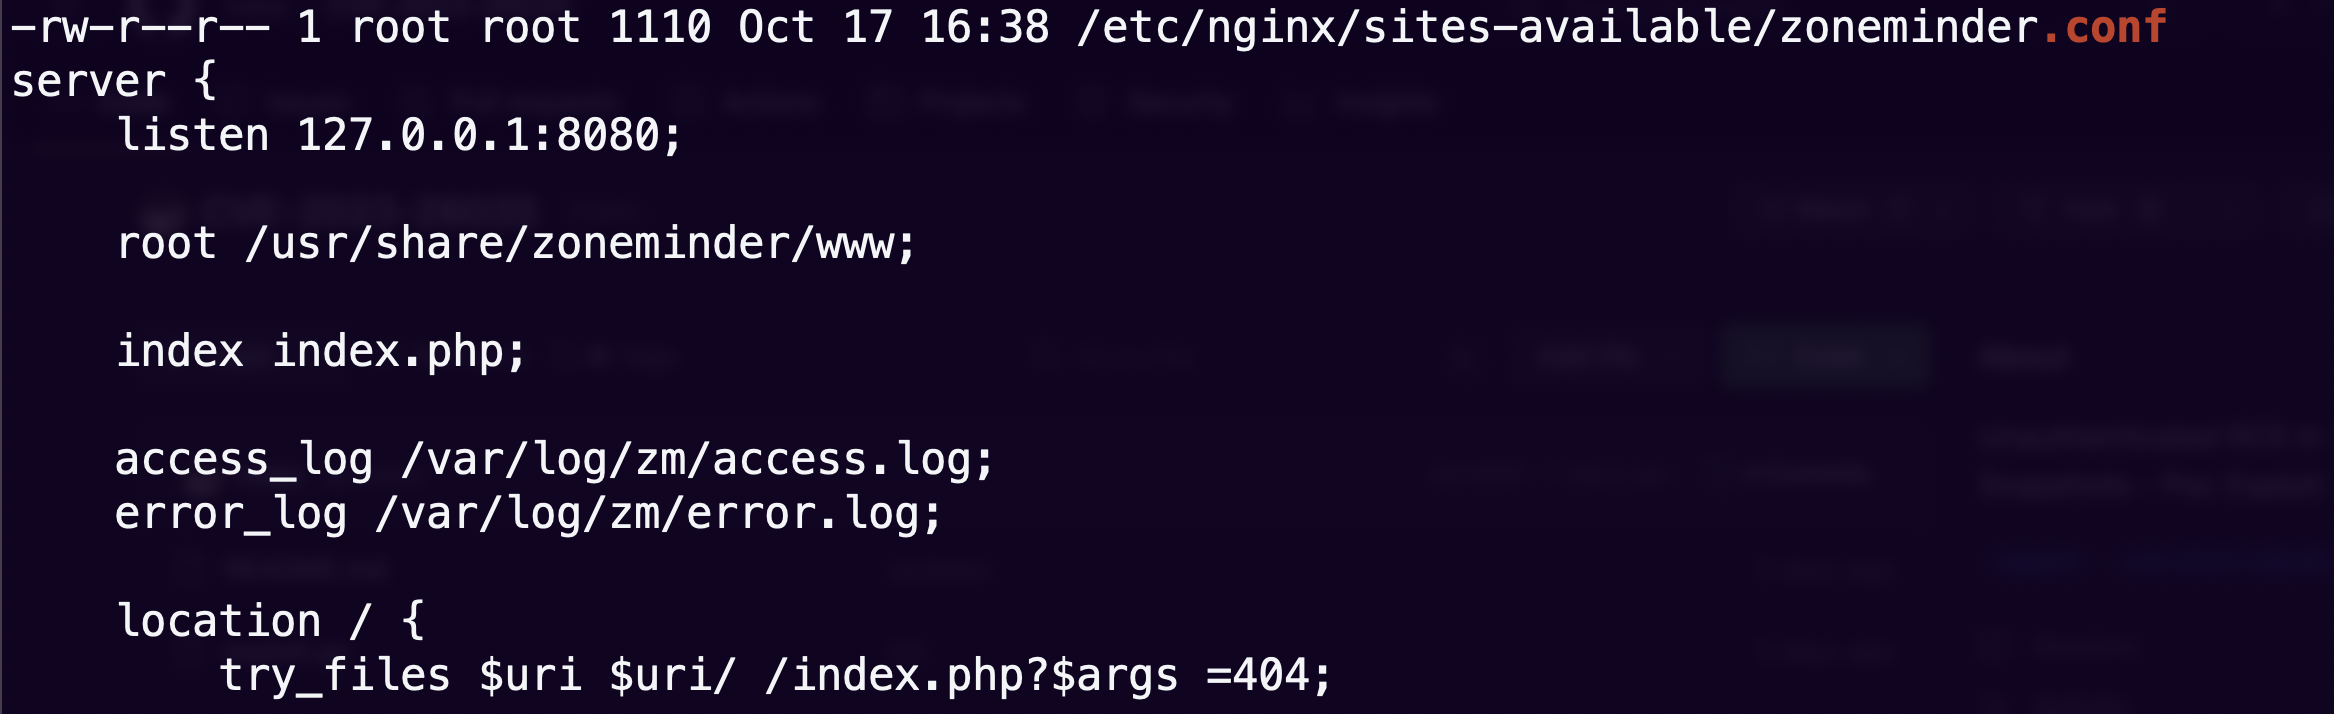 -rw-r--r-- 1 root root 1110 Oct 17 16:38 /etc/nginx/sites-available/zoneminder.conf
server {
    listen 127.0.0.1:8080;
    root /usr/share/zoneminder/www;
    index index.php;
    access_log /var/log/zm/access.log;
    error_log /var/log/zm/error.log;
    location / {
        try_files $uri $uri/ /index.php?$args =404;